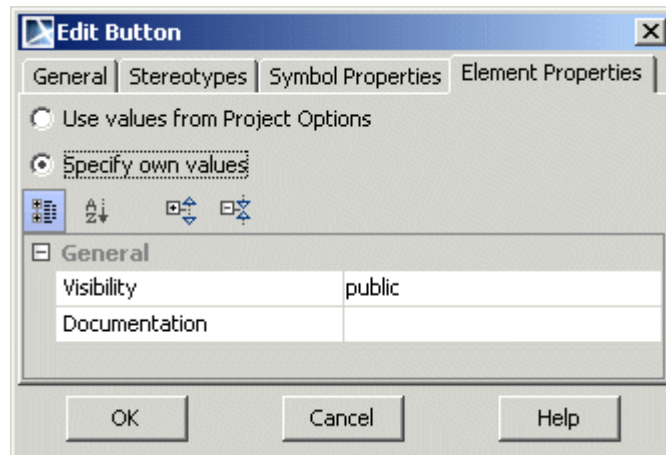 Edit Button
General Stereotypes Symbol Properties Element Properties
Use values from Project Options
Specify own values
A Z
General
Visibility public
Documentation
OK Cancel Help